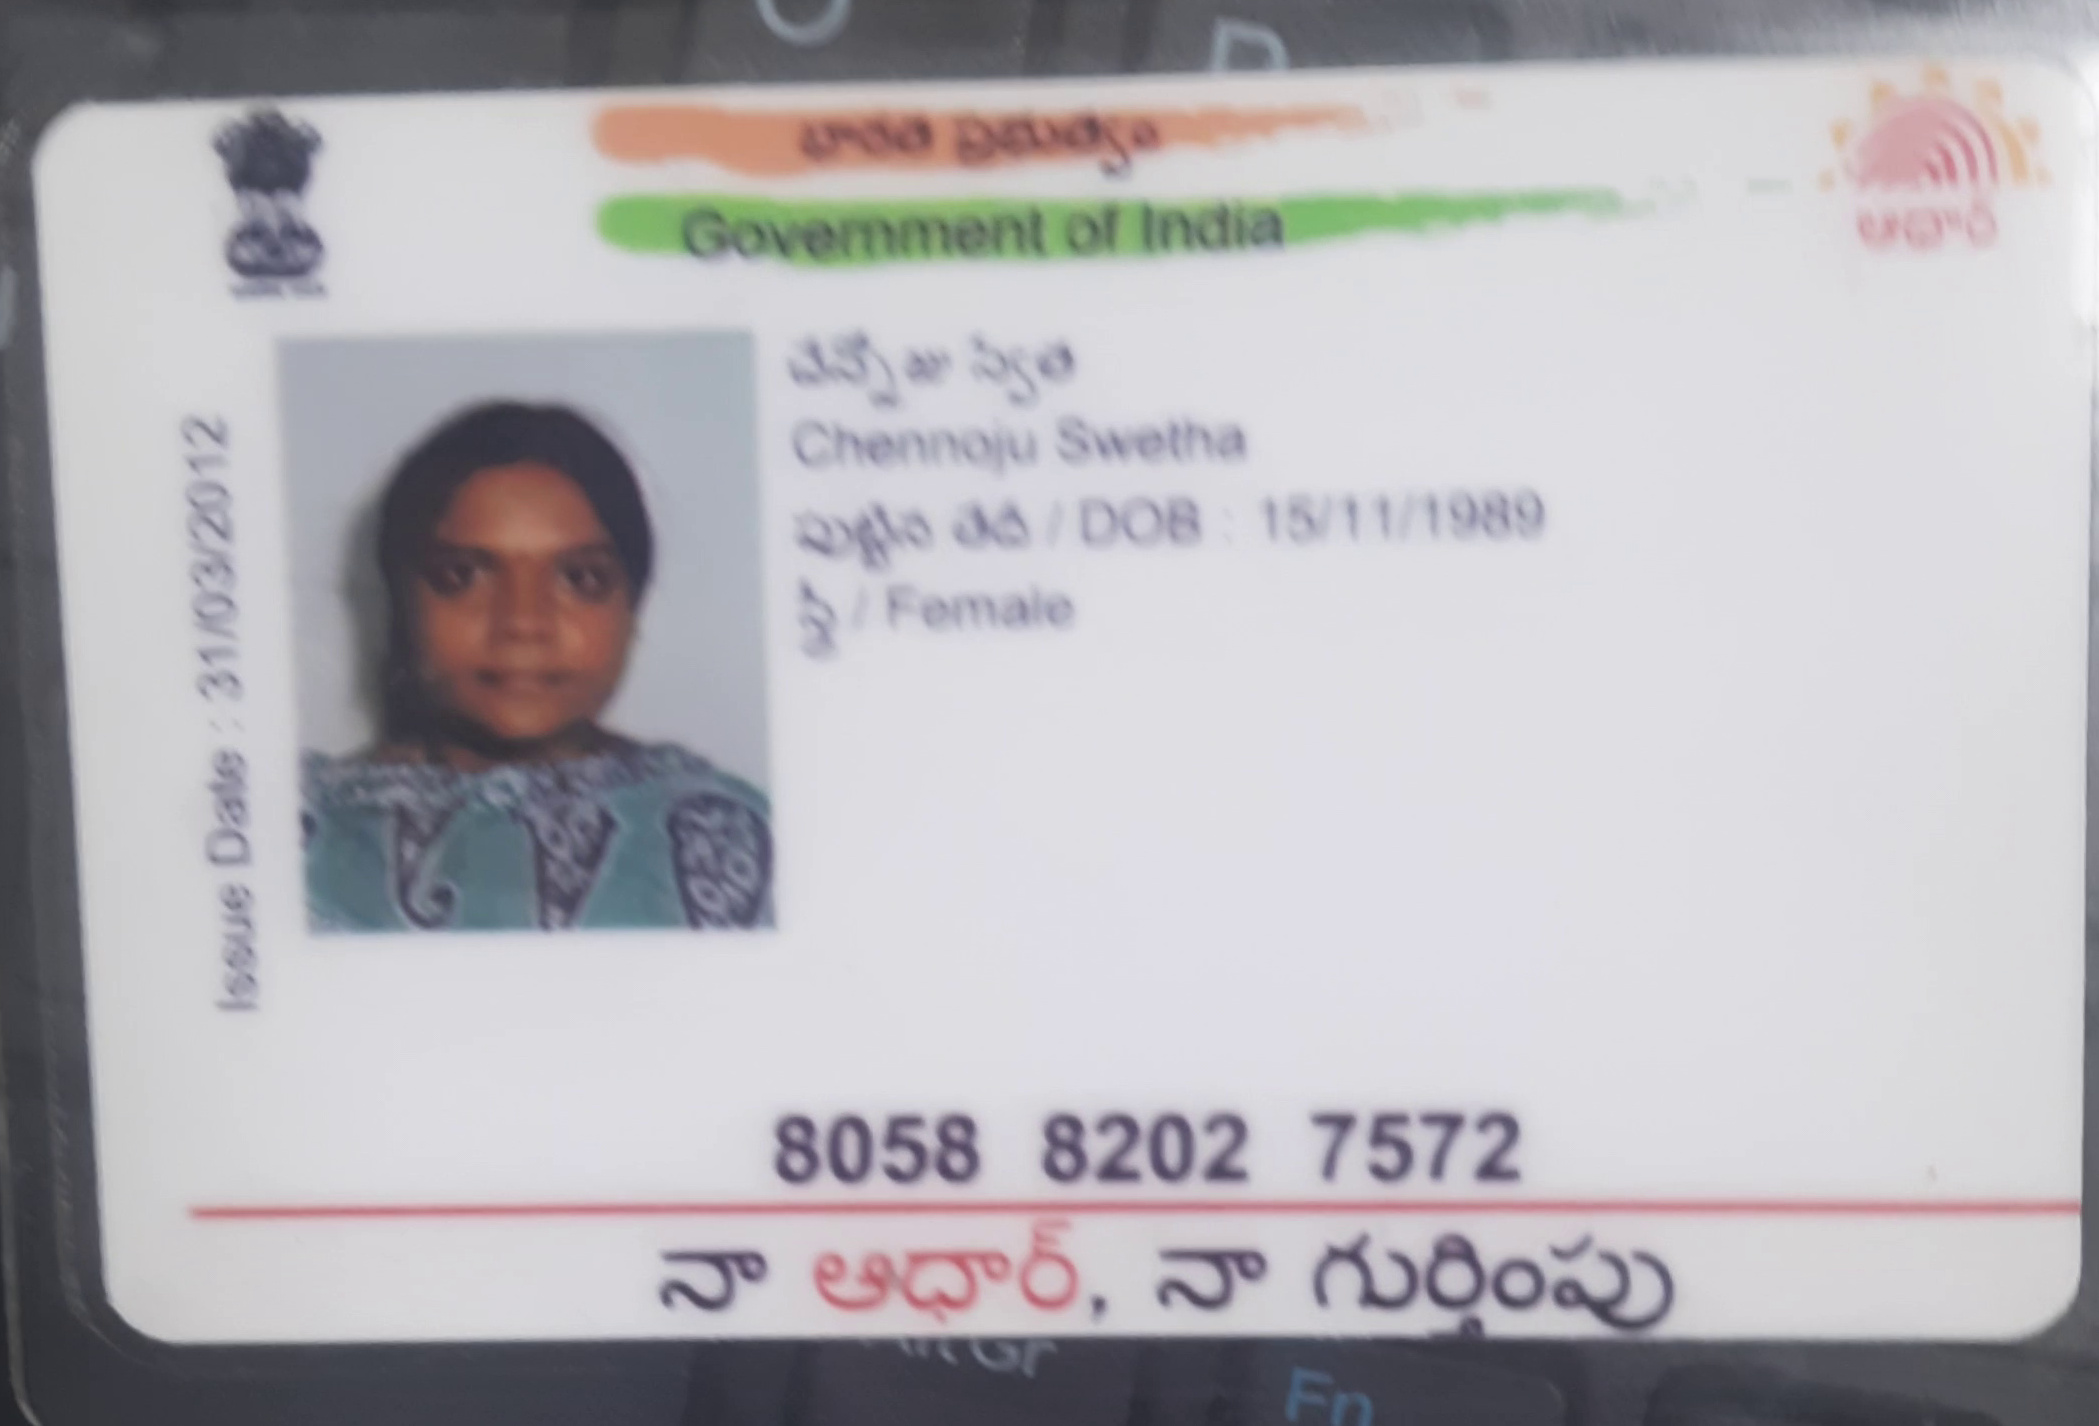 భారత ప్రభుత్వం
Government of India
ఆధార్
Issue Date : 31/03/2012
చెన్నోజు స్వేత
Chennoju Swetha
పుట్టిన తేదీ / DOB : 15/11/1989
స్త్రీ / Female
8058 8202 7572
నా ఆధార్, నా గుర్తింపు
Fn